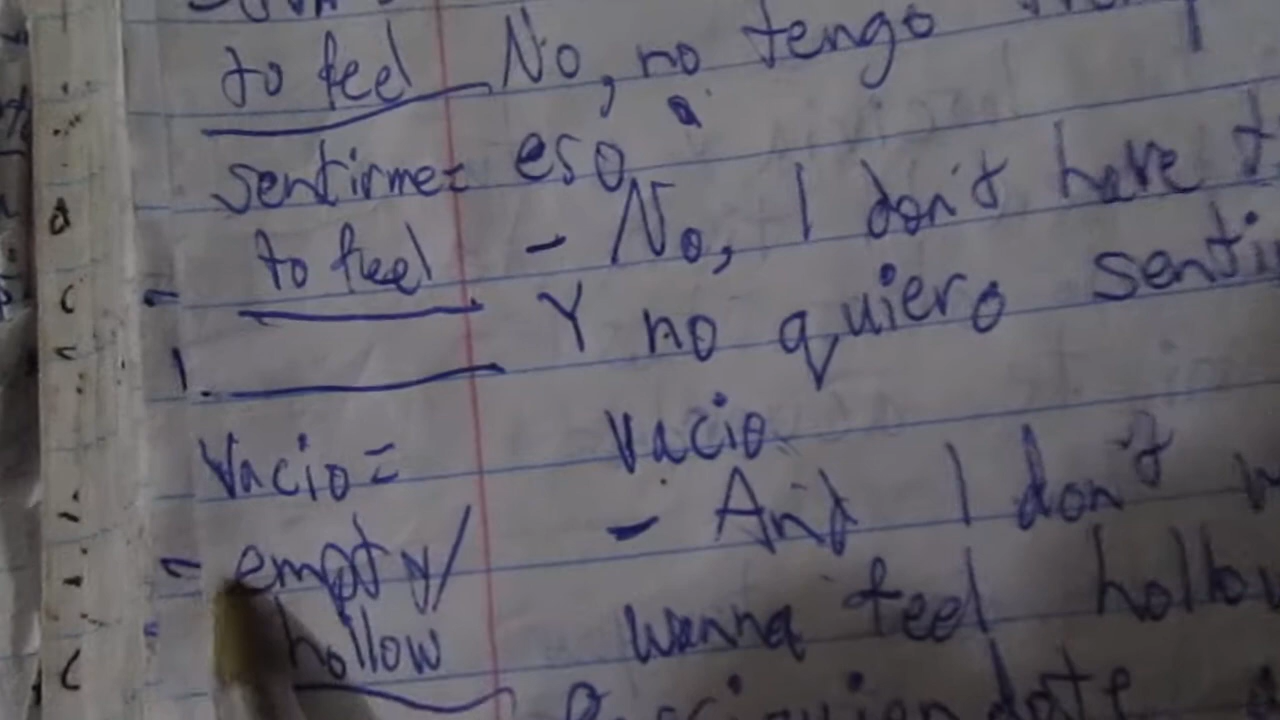 to feel No, no tengo
sentirme= eso
to feel - No, I don't have
Y no quiero senti
Vacio= Vacio
= empty/ - And I don't
hollow wanna feel hollow